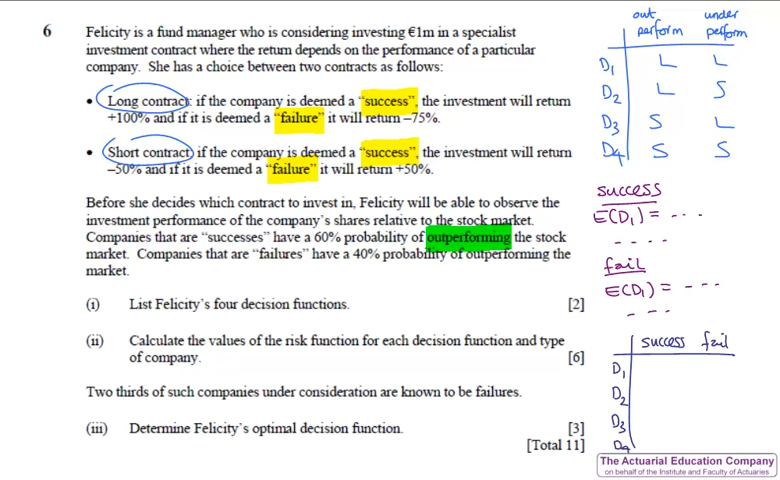 6 Felicity is a fund manager who is considering investing €1m in a specialist
investment contract where the return depends on the performance of a particular
company. She has a choice between two contracts as follows:
• Long contract: if the company is deemed a “success”, the investment will return
+100% and if it is deemed a “failure” it will return –75%.
• Short contract: if the company is deemed a “success”, the investment will return
–50% and if it is deemed a “failure” it will return +50%.
Before she decides which contract to invest in, Felicity will be able to observe the
investment performance of the company’s shares relative to the stock market.
Companies that are “successes” have a 60% probability of outperforming the stock
market. Companies that are “failures” have a 40% probability of outperforming the
market.
(i) List Felicity’s four decision functions. [2]
(ii) Calculate the values of the risk function for each decision function and type
of company. [6]
Two thirds of such companies under consideration are known to be failures.
(iii) Determine Felicity’s optimal decision function. [3]
[Total 11]
out perform under perform
D1 L L
D2 L S
D3 S L
D4 S S
success
E(D1) = - - -
- - - -
fail
E(D1) = - - -
- - -
success fail
D1
D2
D3
D4
The Actuarial Education Company
on behalf of the Institute and Faculty of Actuaries